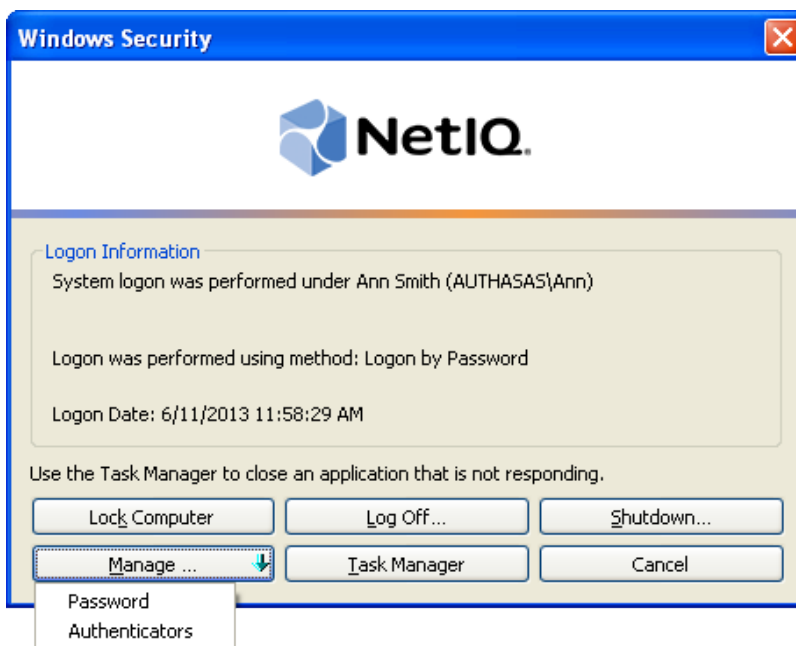 Windows Security
NetIQ.
Logon Information
System logon was performed under Ann Smith (AUTHASAS\Ann)
Logon was performed using method: Logon by Password
Logon Date: 6/11/2013 11:58:29 AM
Use the Task Manager to close an application that is not responding.
Lock Computer
Log Off...
Shutdown...
Manage ...
Task Manager
Cancel
Password
Authenticators